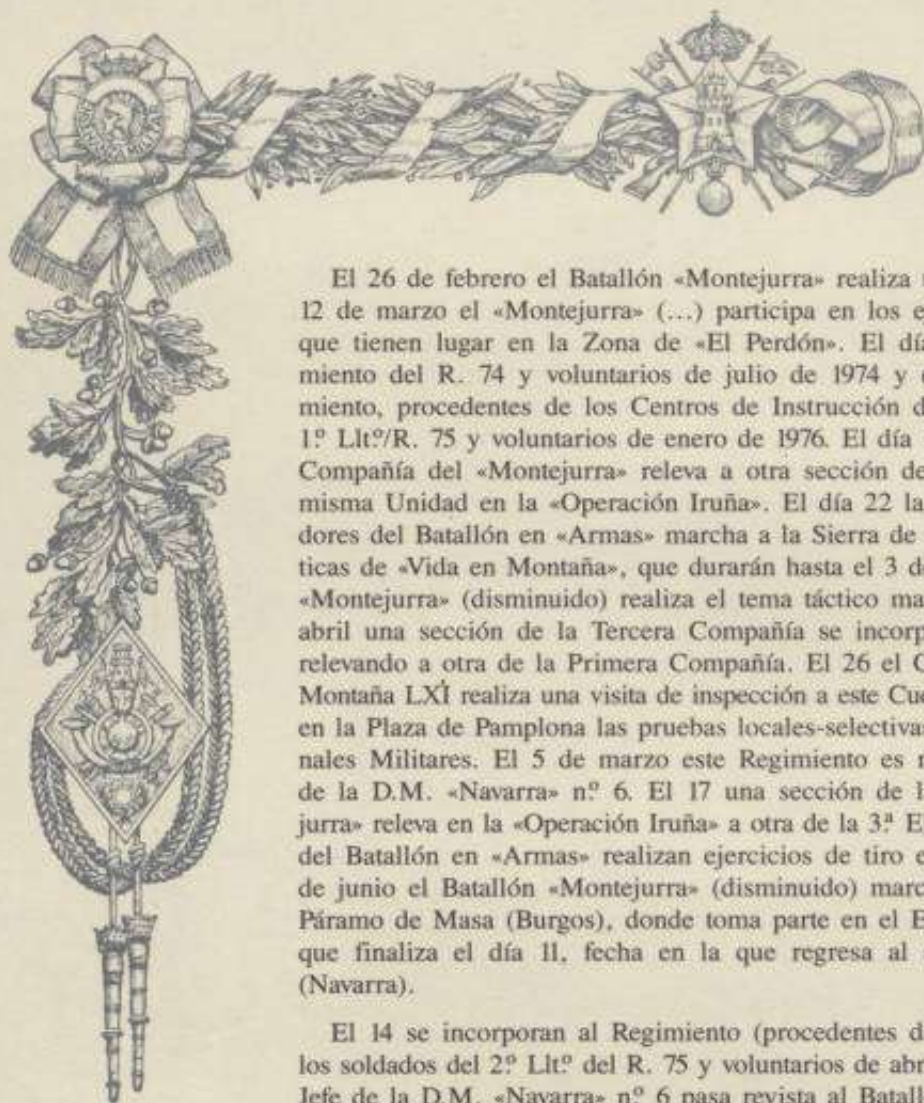 El 26 de febrero el Batallón «Montejurra» realiza
12 de marzo el «Montejurra» (...) participa en los e
que tienen lugar en la Zona de «El Perdón». El día
miento del R. 74 y voluntarios de julio de 1974 y
miento, procedentes de los Centros de Instrucción d
1.º Llt.º/R. 75 y voluntarios de enero de 1976. El día
Compañía del «Montejurra» releva a otra sección de
misma Unidad en la «Operación Iruña». El día 22 la
dores del Batallón en «Armas» marcha a la Sierra de
ticas de «Vida en Montaña», que durarán hasta el 3 d
«Montejurra» (disminuido) realiza el tema táctico ma
abril una sección de la Tercera Compañía se incorp
relevando a otra de la Primera Compañía. El 26 el C
Montaña LXI realiza una visita de inspección a este Cue
en la Plaza de Pamplona las pruebas locales-selectivas
nales Militares. El 5 de marzo este Regimiento es
de la D.M. «Navarra» n.º 6. El 17 una sección de l
jurra» releva en la «Operación Iruña» a otra de la 3.ª E
del Batallón en «Armas» realizan ejercicios de tiro e
de junio el Batallón «Montejurra» (disminuido) marc
Páramo de Masa (Burgos), donde toma parte en el E
que finaliza el día 11, fecha en la que regresa al
(Navarra).
El 14 se incorporan al Regimiento (procedentes d
los soldados del 2.º Llt.º del R. 75 y voluntarios de abr
Jefe de la D.M. «Navarra» n.º 6 pasa revista al Batall